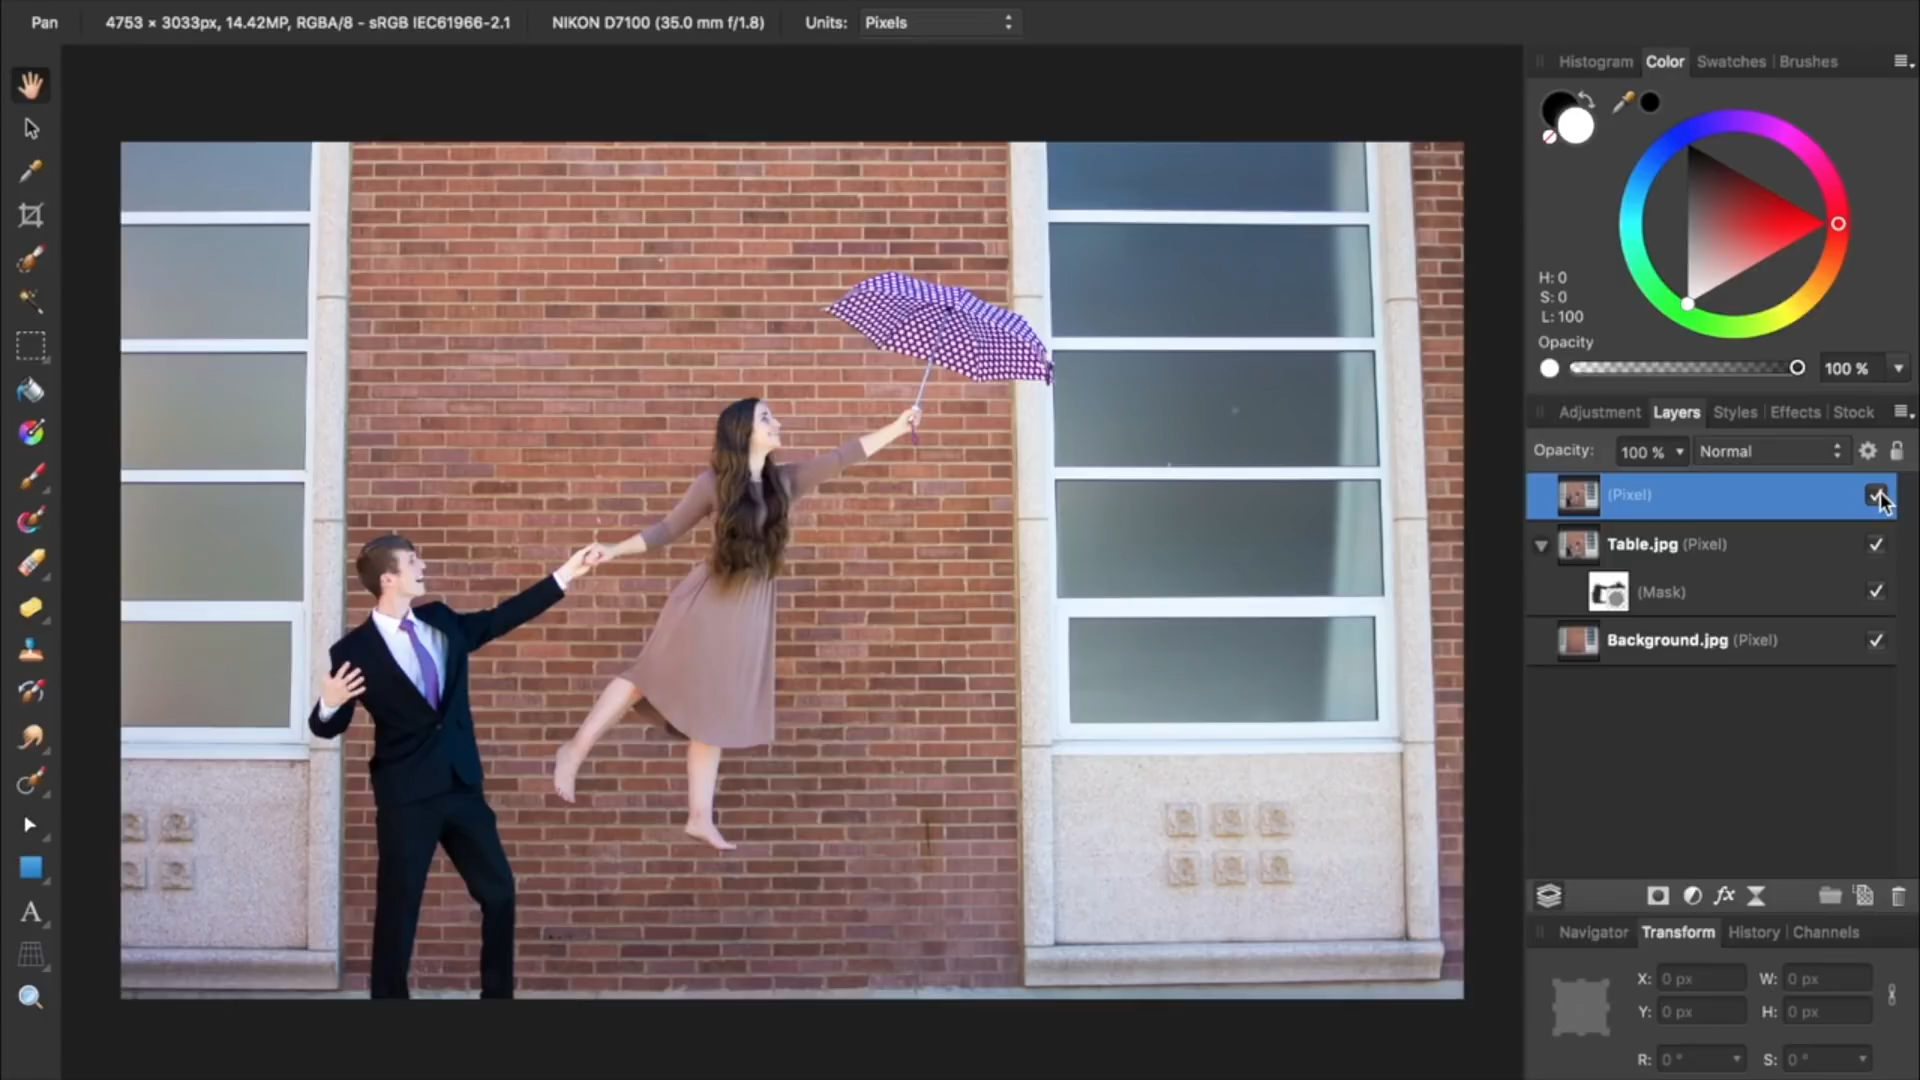 Pan 4753 × 3033px, 14.42MP, RGBA/8 - sRGB IEC61966-2.1 NIKON D7100 (35.0 mm f/1.8) Units: Pixels
Histogram Color Swatches Brushes
H: 0
S: 0
L: 100
Opacity
100 %
Adjustment Layers Styles Effects Stock
Opacity: 100 % Normal
(Pixel)
Table.jpg (Pixel)
(Mask)
Background.jpg (Pixel)
fx
A
Navigator Transform History Channels
X: 0 px W: 0 px
Y: 0 px H: 0 px
R: 0 ° S: 0 °